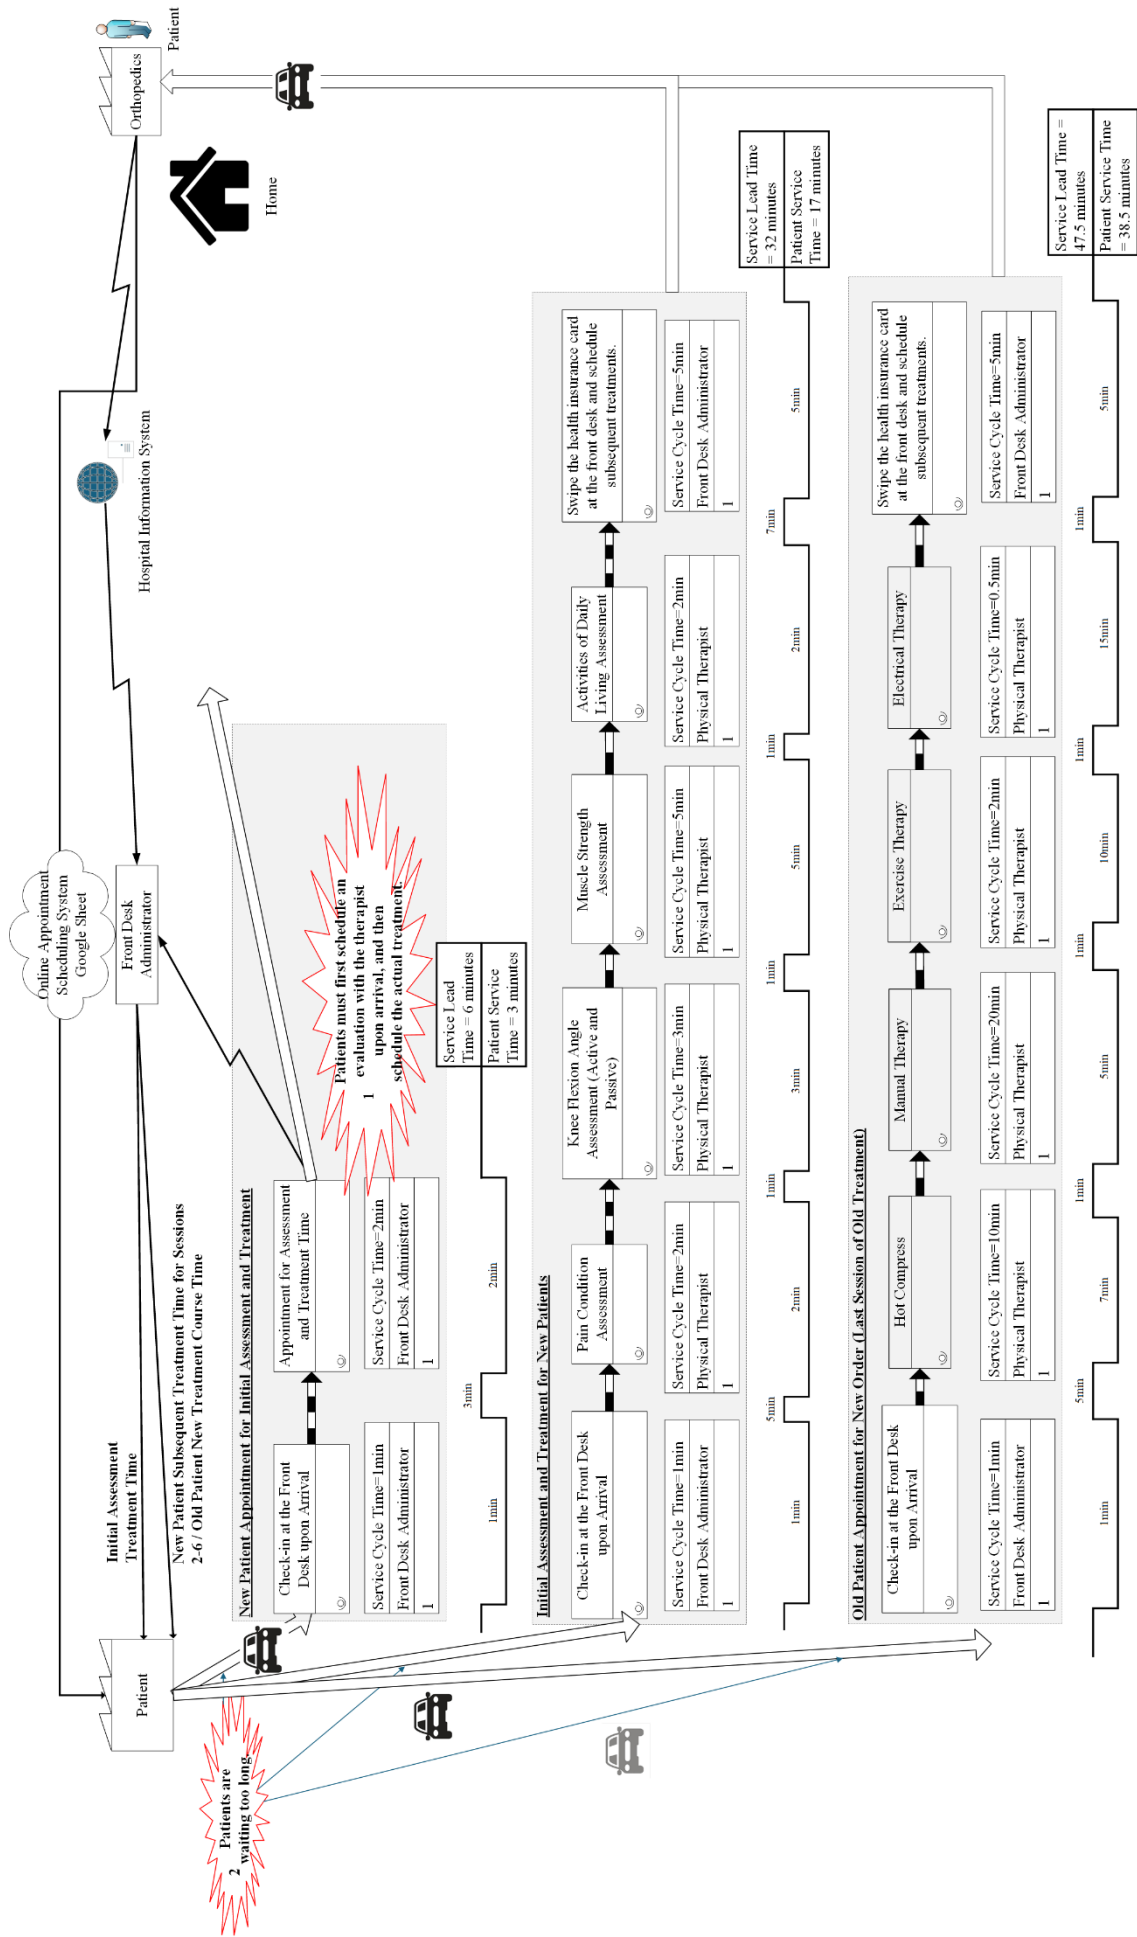 Online Appointment
Scheduling System
Google Sheet
Patient
Front Desk
Administrator
Hospital Information System
Orthopedics
Patient
Home
Initial Assessment
Treatment Time
New Patient Subsequent Treatment Time for Sessions
2-6 / Old Patient New Treatment Course Time
2
Patients are
waiting too long
New Patient Appointment for Initial Assessment and Treatment
Check-in at the Front
Desk upon Arrival
Service Cycle Time=1min
Front Desk Administrator
1
Appointment for Assessment
and Treatment Time
Service Cycle Time=2min
Front Desk Administrator
1
1
Patients must first schedule an
evaluation with the therapist
upon arrival, and then
schedule the actual treatment.
1min
3min
2min
Service Lead
Time = 6 minutes
Patient Service
Time = 3 minutes
Initial Assessment and Treatment for New Patients
Check-in at the Front Desk
upon Arrival
Service Cycle Time=1min
Front Desk Administrator
1
Pain Condition
Assessment
Service Cycle Time=2min
Physical Therapist
1
Knee Flexion Angle
Assessment (Active and
Passive)
Service Cycle Time=3min
Physical Therapist
1
Muscle Strength
Assessment
Service Cycle Time=5min
Physical Therapist
1
Activities of Daily
Living Assessment
Service Cycle Time=2min
Physical Therapist
1
Swipe the health insurance card
at the front desk and schedule
subsequent treatments.
Service Cycle Time=5min
Front Desk Administrator
1
1min
5min
2min
1min
3min
1min
5min
1min
2min
7min
5min
Service Lead Time
= 32 minutes
Patient Service
Time = 17 minutes
Old Patient Appointment for New Order (Last Session of Old Treatment)
Check-in at the Front Desk
upon Arrival
Service Cycle Time=1min
Front Desk Administrator
1
Hot Compress
Service Cycle Time=10min
Physical Therapist
1
Manual Therapy
Service Cycle Time=20min
Physical Therapist
1
Exercise Therapy
Service Cycle Time=2min
Physical Therapist
1
Electrical Therapy
Service Cycle Time=0.5min
Physical Therapist
1
Swipe the health insurance card
at the front desk and schedule
subsequent treatments.
Service Cycle Time=5min
Front Desk Administrator
1
1min
5min
7min
1min
5min
1min
10min
1min
15min
1min
5min
Service Lead Time =
47.5 minutes
Patient Service Time
= 38.5 minutes